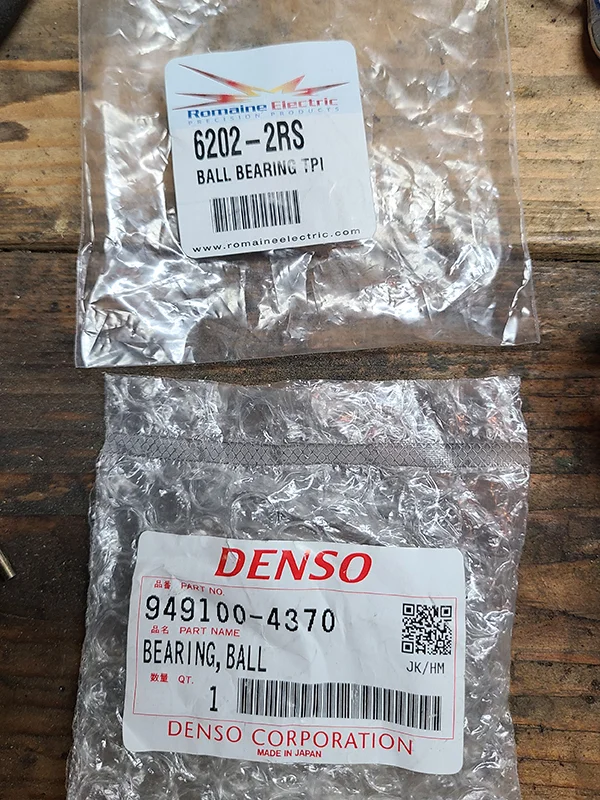 Romaine Electric
PRECISION PRODUCTS
6202-2RS
BALL BEARING TPI
www.romaineelectric.com
DENSO
品番 PART NO.
949100-4370
品名 PART NAME
BEARING,BALL
JK/HM
数量 QT.
1
DENSO CORPORATION
MADE IN JAPAN